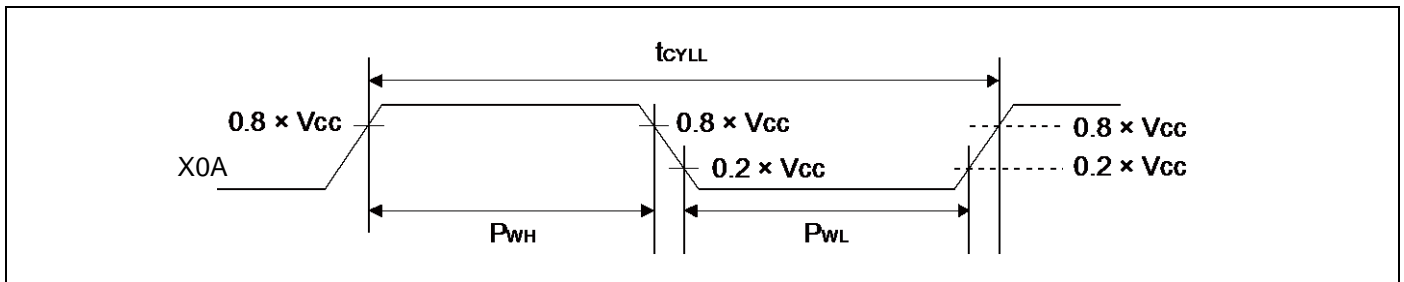 tCYLL
0.8 × Vcc
0.8 × Vcc
0.8 × Vcc
X0A
0.2 × Vcc
0.2 × Vcc
PWH
PWL